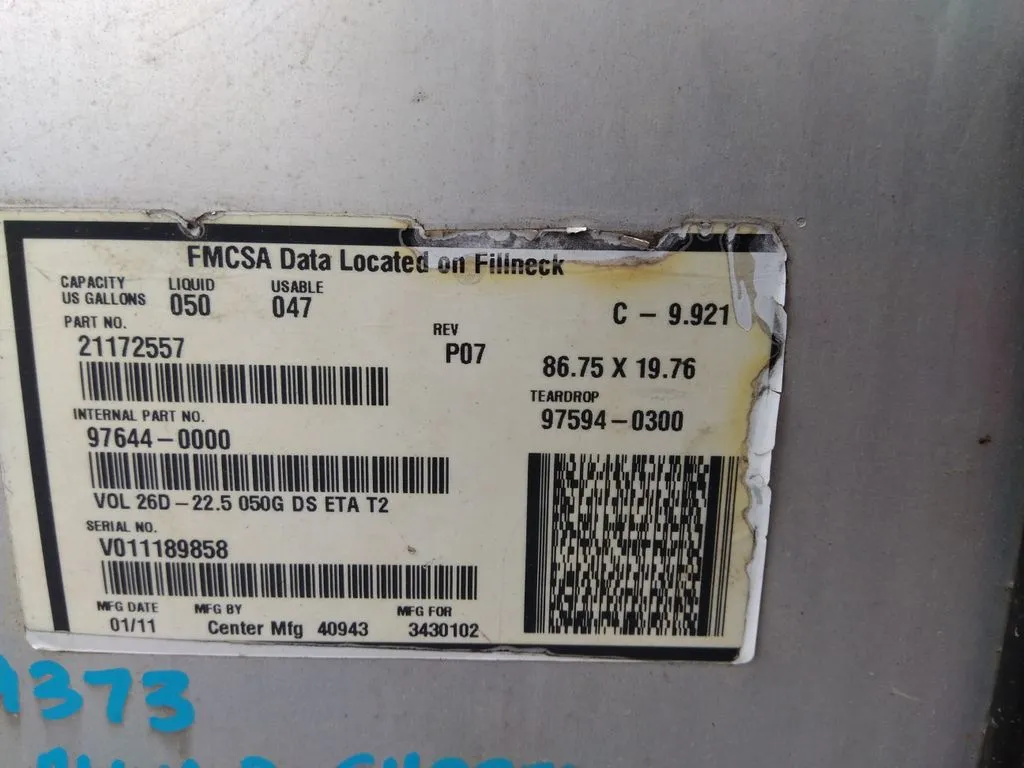 FMCSA Data Located on Fillneck
CAPACITY US GALLONS LIQUID 050 USABLE 047
C - 9.921
PART NO.
21172557
REV
P07
86.75 X 19.76
TEARDROP
97594-0300
INTERNAL PART NO.
97644-0000
VOL 26D-22.5 050G DS ETA T2
SERIAL NO.
V011189858
MFG DATE MFG BY MFG FOR
01/11 Center Mfg 40943 3430102
373